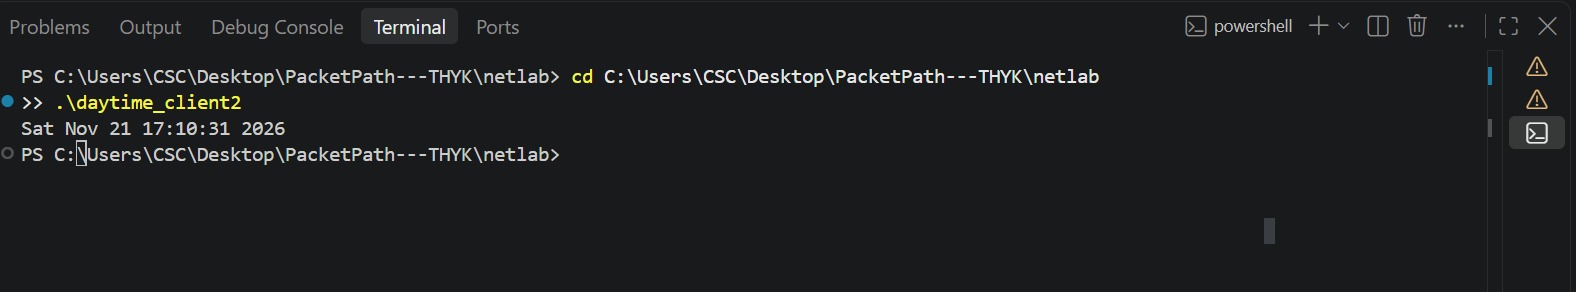 Problems Output Debug Console Terminal Ports powershell
PS C:\Users\CSC\Desktop\PacketPath---THYK\netlab> cd C:\Users\CSC\Desktop\PacketPath---THYK\netlab
>> .\daytime_client2
Sat Nov 21 17:10:31 2026
PS C:\Users\CSC\Desktop\PacketPath---THYK\netlab>